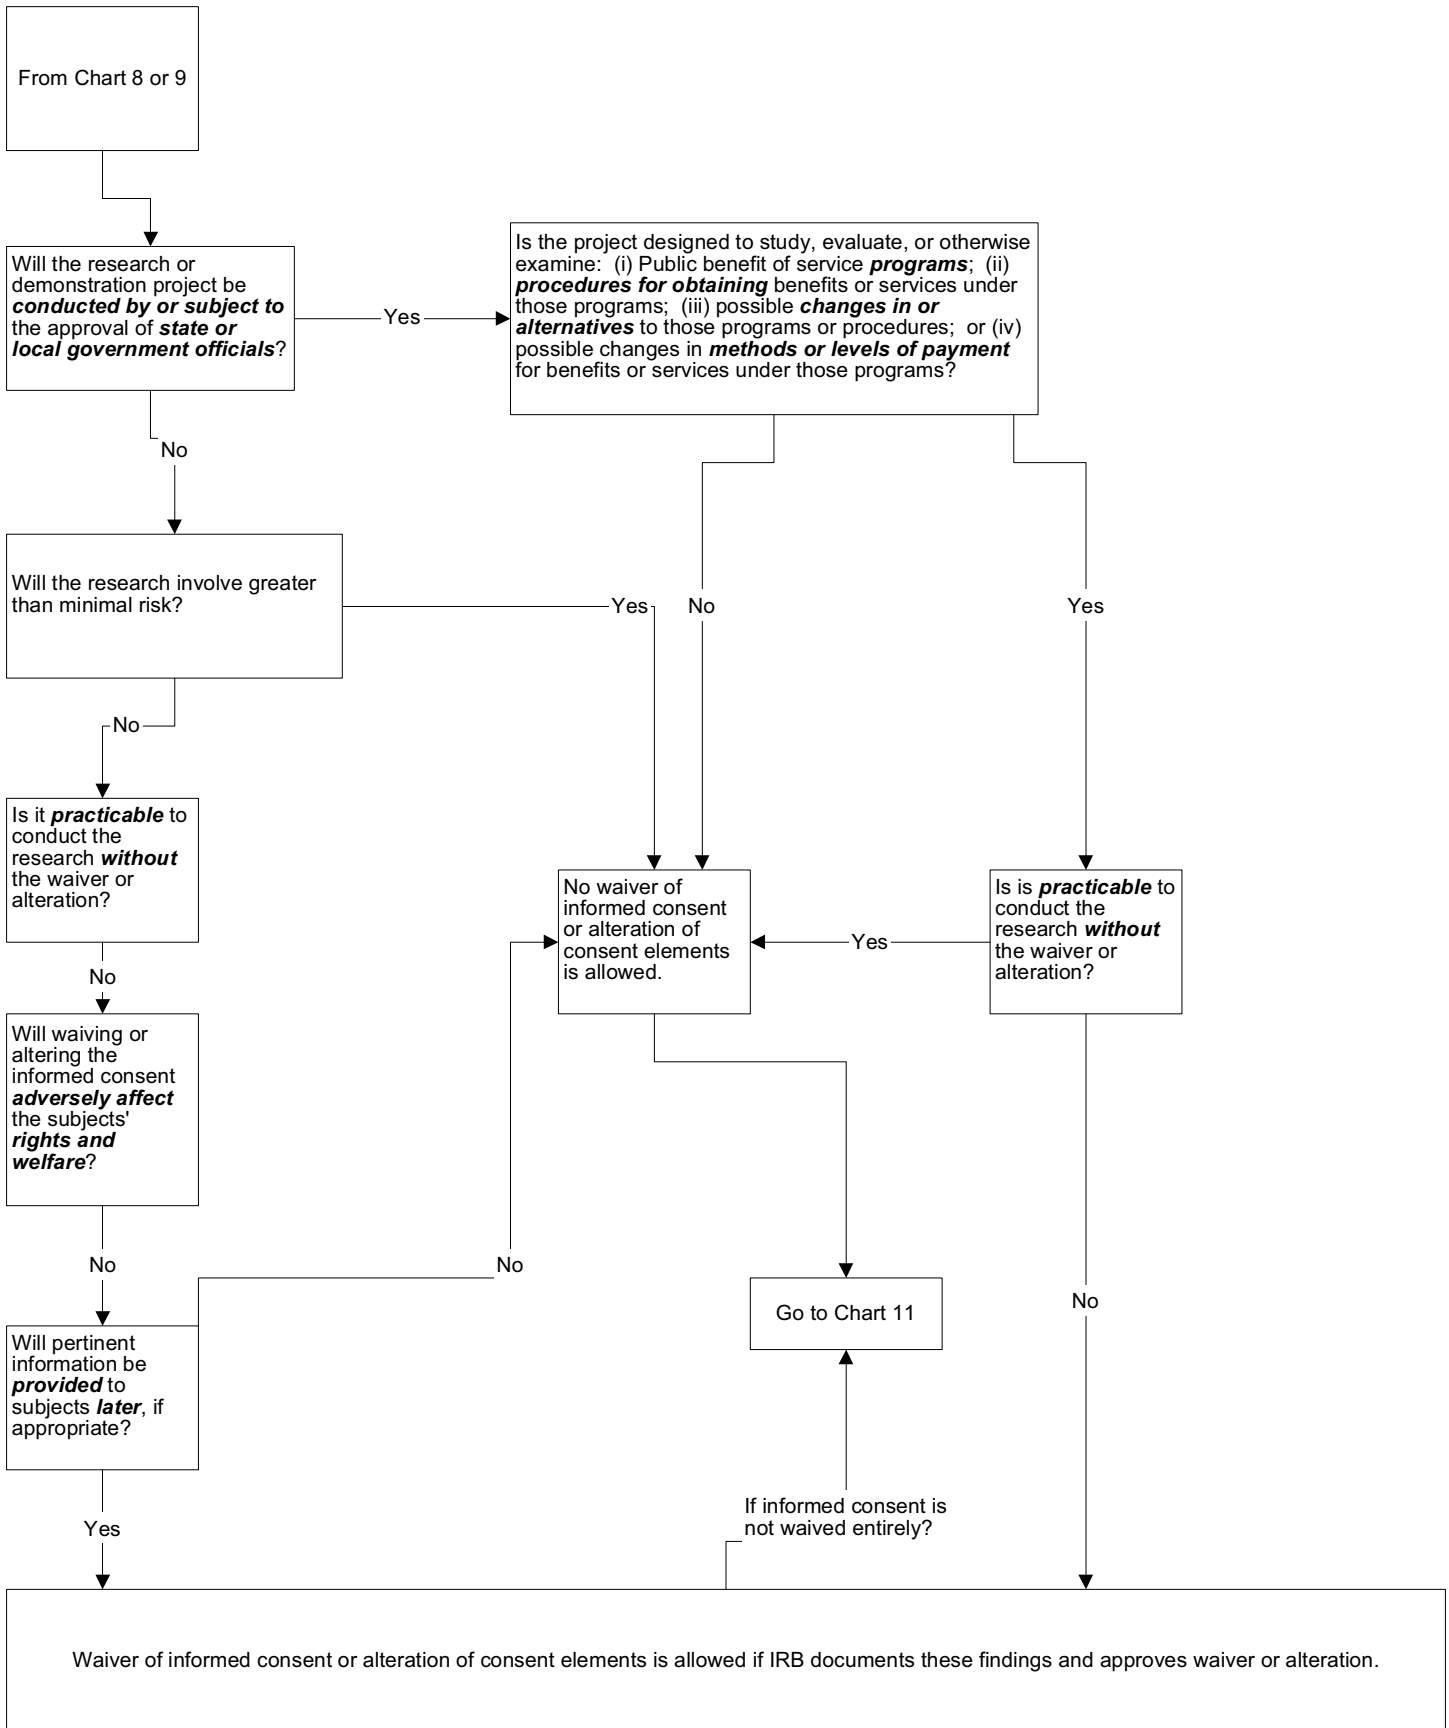 From Chart 8 or 9
Will the research or
demonstration project be
conducted by or subject to
the approval of state or
local government officials?
Yes
Is the project designed to study, evaluate, or otherwise
examine: (i) Public benefit of service programs; (ii)
procedures for obtaining benefits or services under
those programs; (iii) possible changes in or
alternatives to those programs or procedures; or (iv)
possible changes in methods or levels of payment
for benefits or services under those programs?
No
Will the research involve greater
than minimal risk?
Yes
No
Yes
No
Is it practicable to
conduct the
research without
the waiver or
alteration?
No waiver of
informed consent
or alteration of
consent elements
is allowed.
Yes
Is is practicable to
conduct the
research without
the waiver or
alteration?
No
Will waiving or
altering the
informed consent
adversely affect
the subjects'
rights and
welfare?
No
No
Go to Chart 11
No
Will pertinent
information be
provided to
subjects later, if
appropriate?
Yes
If informed consent is
not waived entirely?
Waiver of informed consent or alteration of consent elements is allowed if IRB documents these findings and approves waiver or alteration.